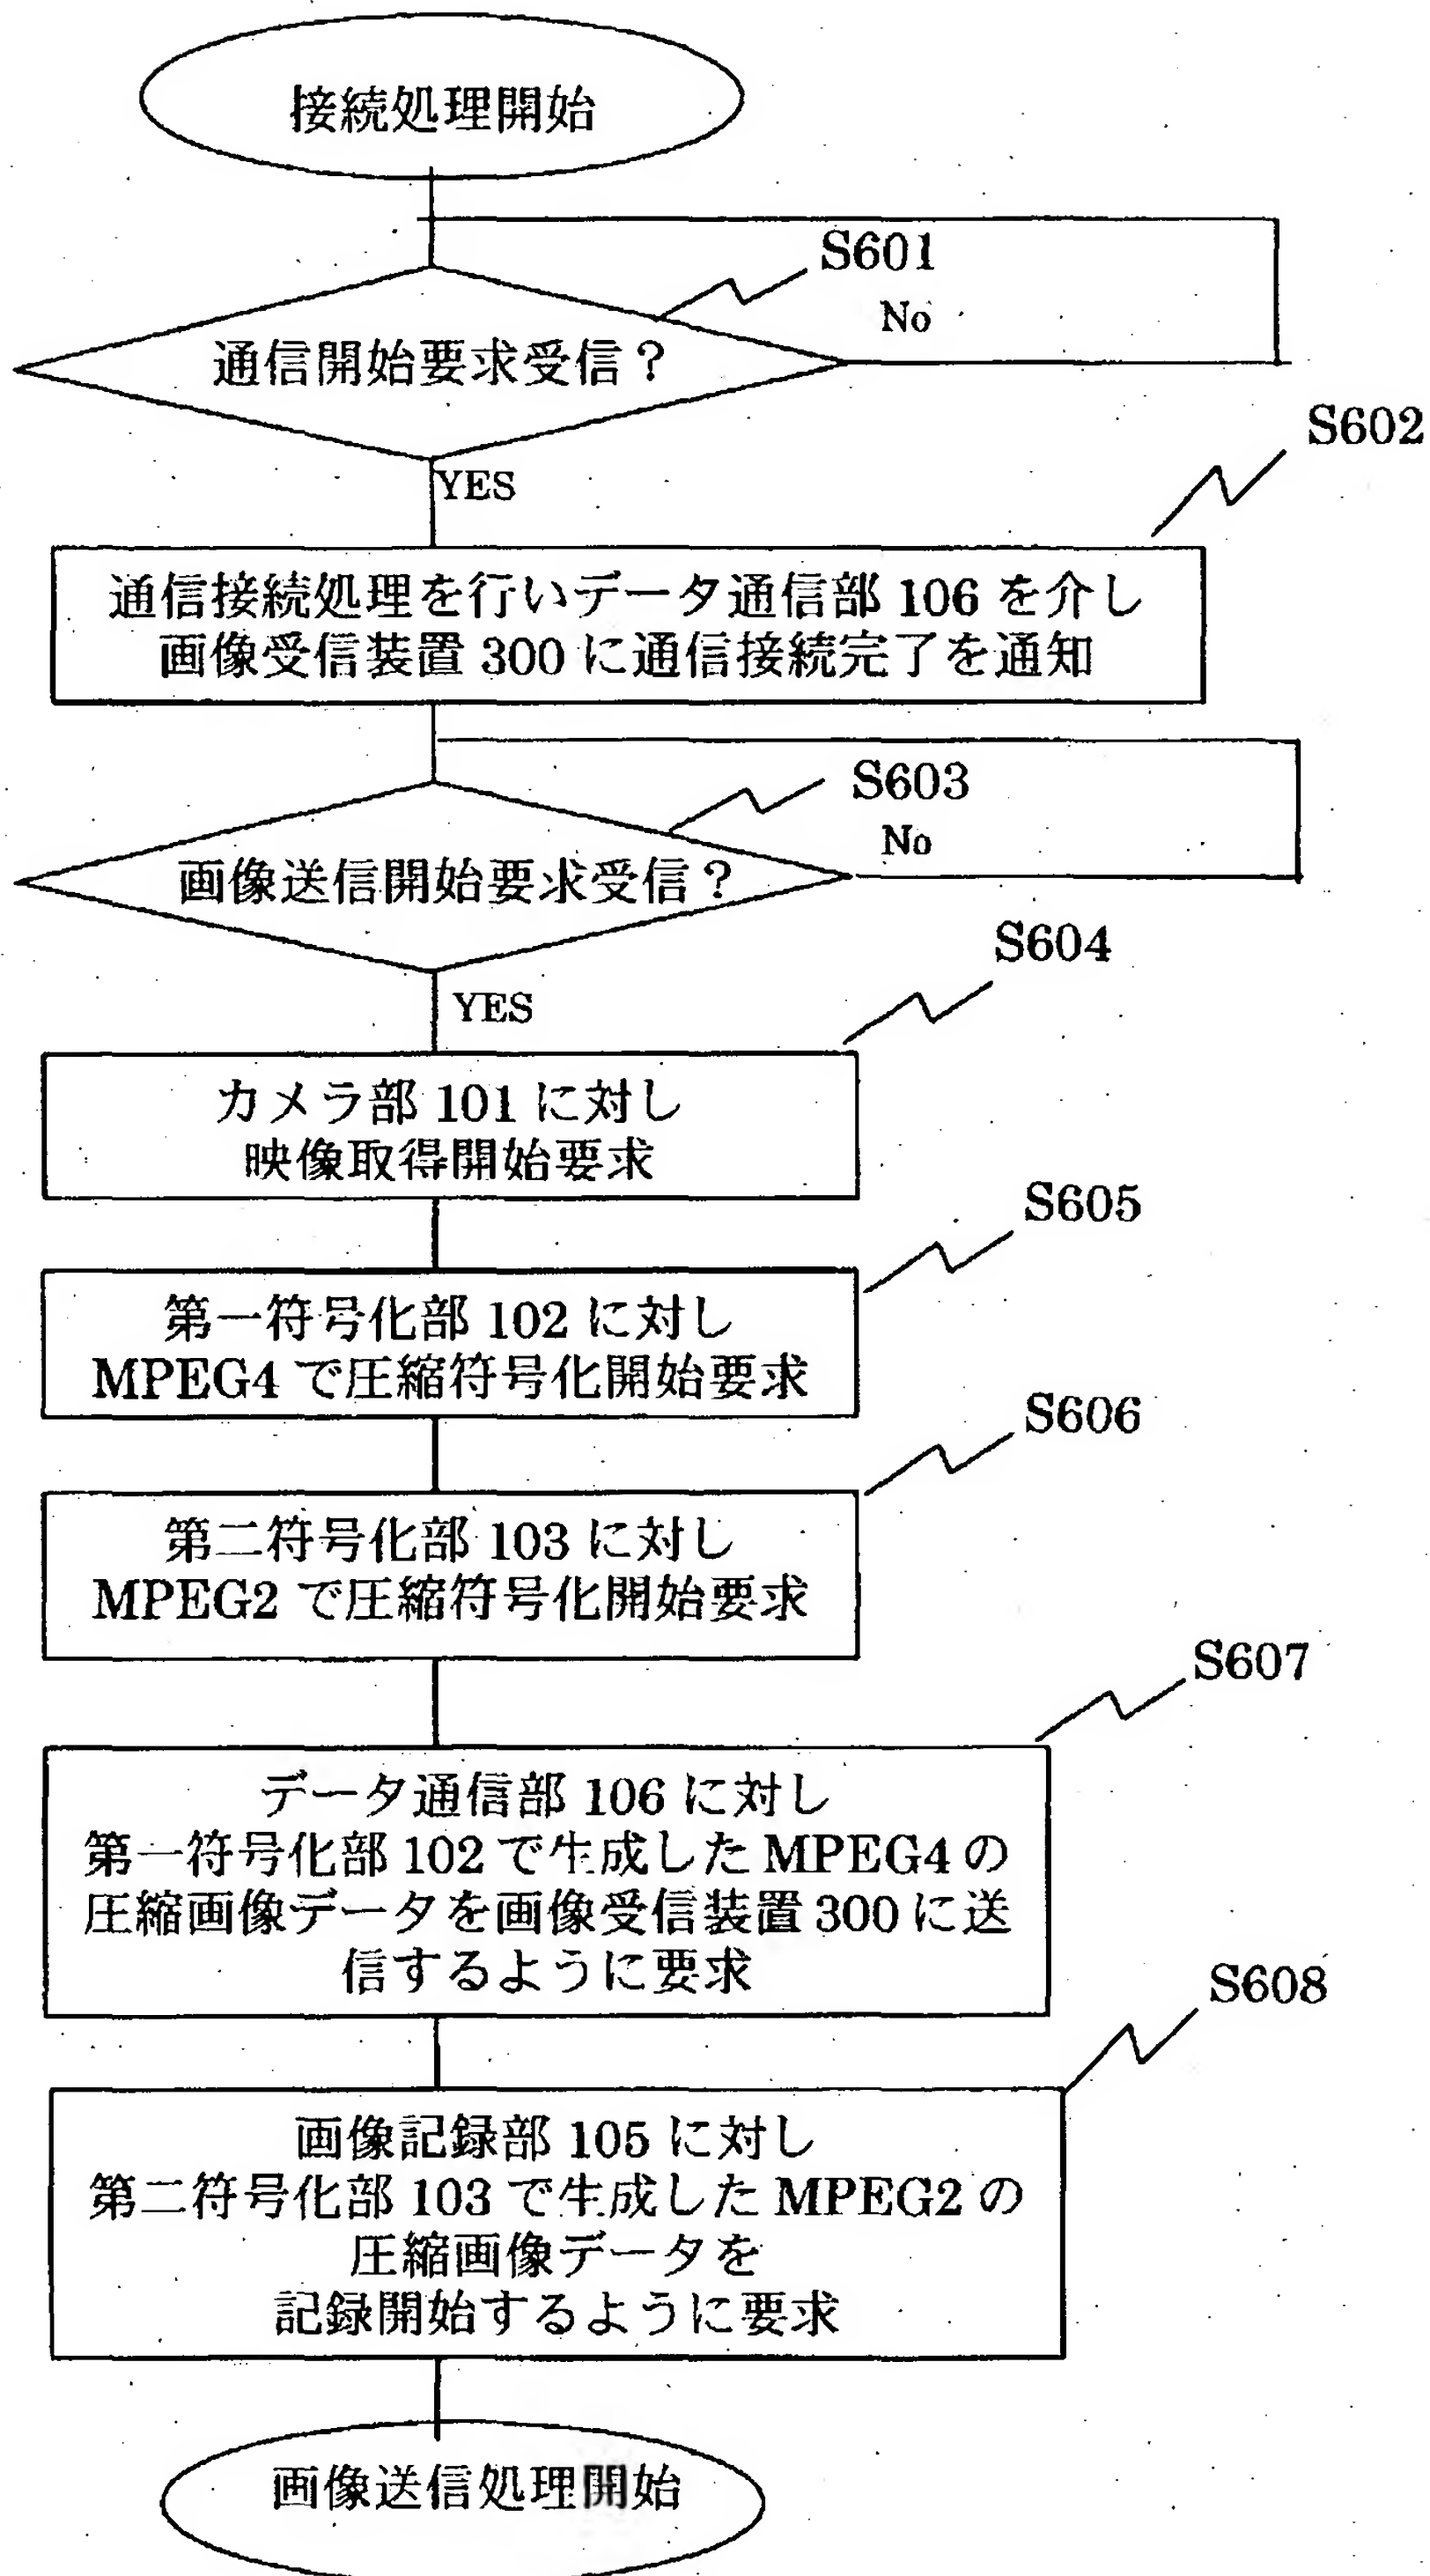 接続処理開始
S601
No
通信開始要求受信？
S602
YES
通信接続処理を行いデータ通信部 106 を介し
画像受信装置 300 に通信接続完了を通知
S603
No
画像送信開始要求受信？
S604
YES
カメラ部 101 に対し
映像取得開始要求
S605
第一符号化部 102 に対し
MPEG4 で圧縮符号化開始要求
S606
第二符号化部 103 に対し
MPEG2 で圧縮符号化開始要求
S607
データ通信部 106 に対し
第一符号化部 102 で生成した MPEG4 の
圧縮画像データを画像受信装置 300 に送
信するように要求
S608
画像記録部 105 に対し
第二符号化部 103 で生成した MPEG2 の
圧縮画像データを
記録開始するように要求
画像送信処理開始